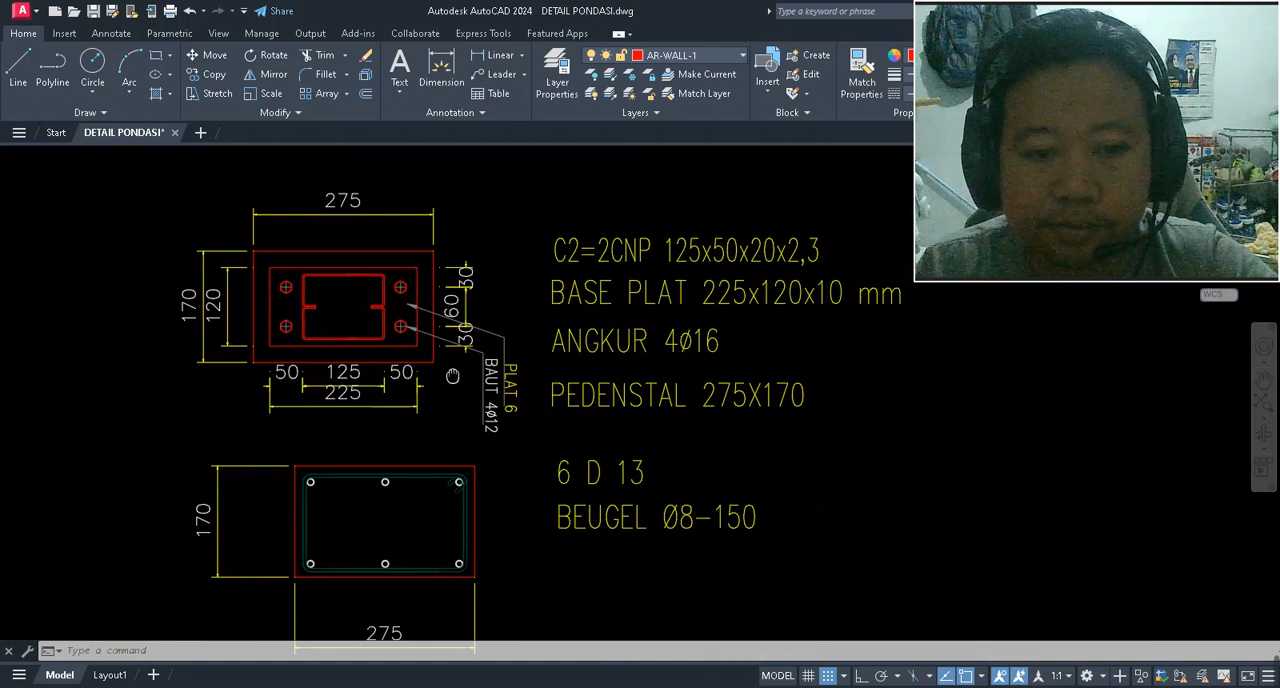 A
Share
Autodesk AutoCAD 2024 DETAIL PONDASI.dwg
Type a keyword or phrase
Home Insert Annotate Parametric View Manage Output Add-ins Collaborate Express Tools Featured Apps
Line Polyline Circle Arc
Move Rotate Trim
Copy Mirror Fillet
Stretch Scale Array
Text Dimension
Linear
Leader
Table
Layer Properties
AR-WALL-1
Make Current
Match Layer
Insert
Create
Edit
Match Properties
Draw Modify Annotation Layers Block Prop
Start DETAIL PONDASI*
275
170
120
30
60
30
50 125 50
225
PLAT 6
BAUT 4ø12
C2=2CNP 125x50x20x2,3
BASE PLAT 225x120x10 mm
ANGKUR 4ø16
PEDENSTAL 275X170
WCS
170
275
6 D 13
BEUGEL Ø8-150
Type a command
Model Layout1
MODEL
1:1